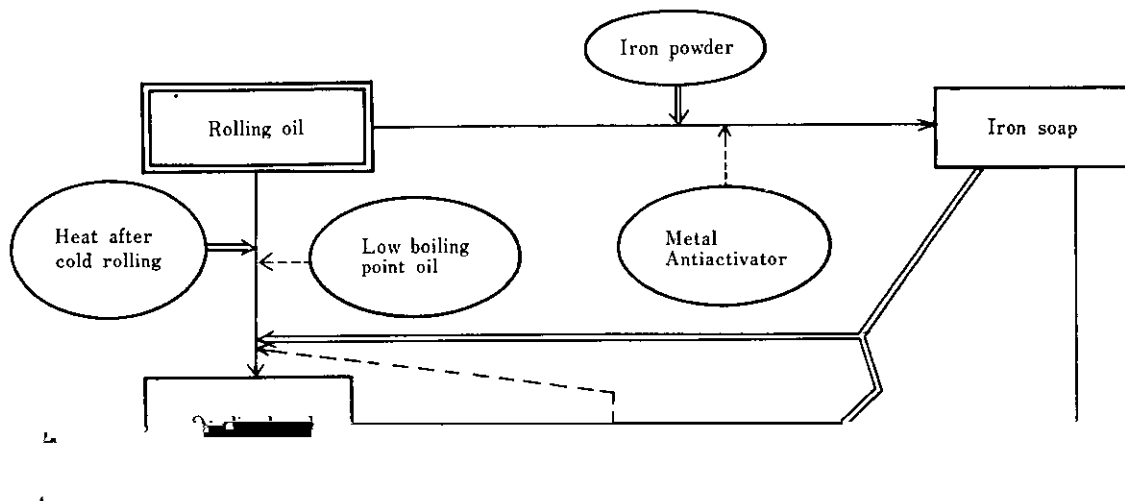 Iron powder
Rolling oil
Iron soap
Heat after
cold rolling
Low boiling
point oil
Metal
Antiactivator